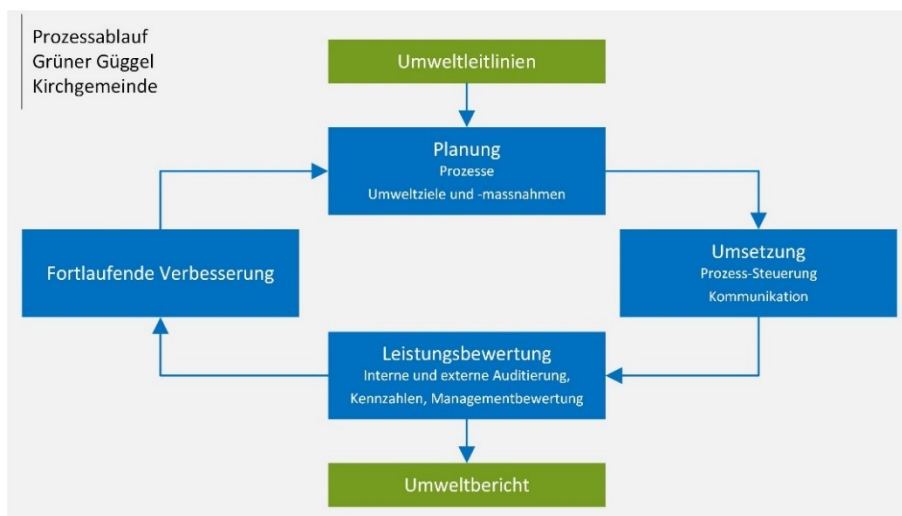 Prozessablauf
Grüner Güggel
Kirchgemeinde
Umweltleitlinien
Planung
Prozesse
Umweltziele und -massnahmen
Fortlaufende Verbesserung
Umsetzung
Prozess-Steuerung
Kommunikation
Leistungsbewertung
Interne und externe Auditierung,
Kennzahlen, Managementbewertung
Umweltbericht